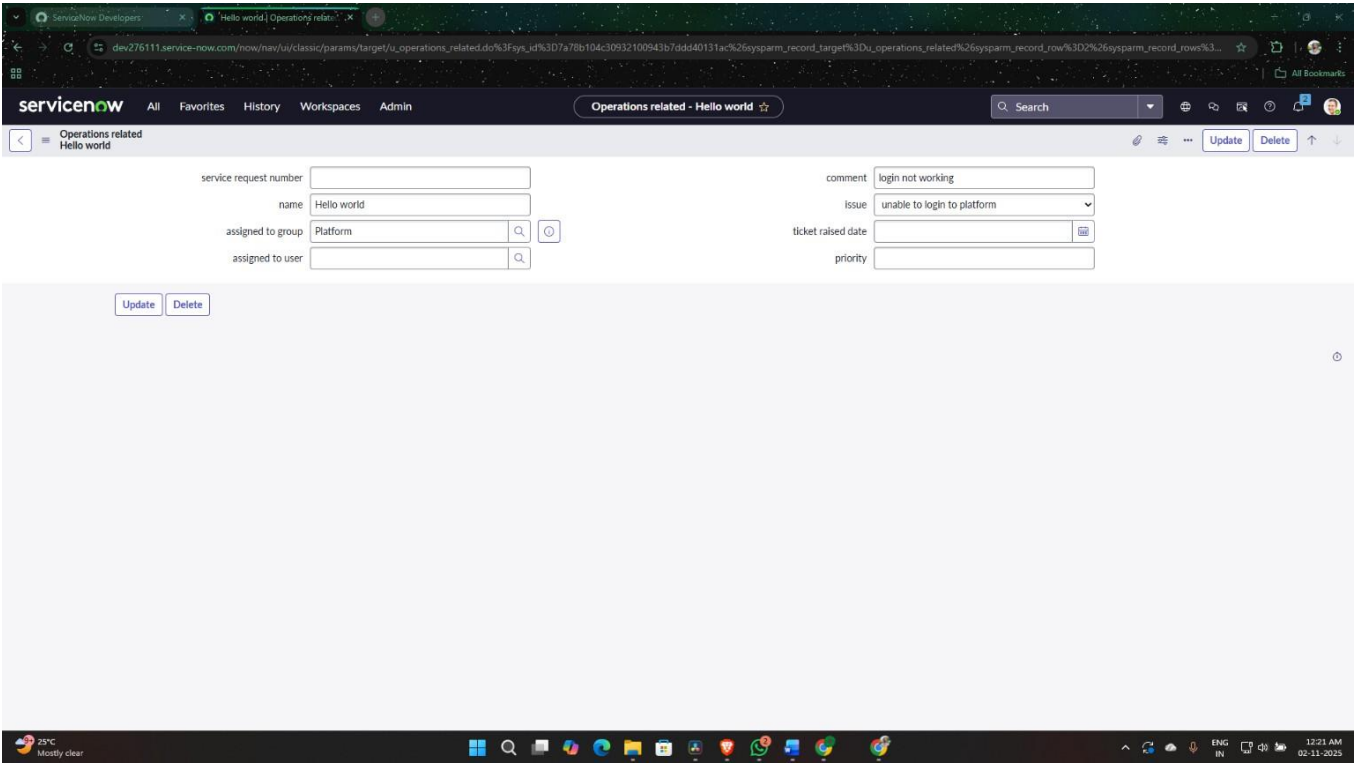 ServiceNow Developers
Hello world | Operations relate
dev276111.service-now.com/now/nav/ui/classic/params/target/u_operations_related.do%3Fsys_id%3D7a78b104c30932100943b7ddd40131ac%26sysparm_record_target%3Du_operations_related%26sysparm_record_row%3D2%26sysparm_record_rows%3...
All Bookmarks
servicenow All Favorites History Workspaces Admin Operations related - Hello world Search 2
Operations related
Hello world
Update Delete
service request number
comment login not working
name Hello world
issue unable to login to platform
assigned to group Platform
ticket raised date
assigned to user
priority
Update Delete
25°C
Mostly clear
ENG
IN
12:21 AM
02-11-2025